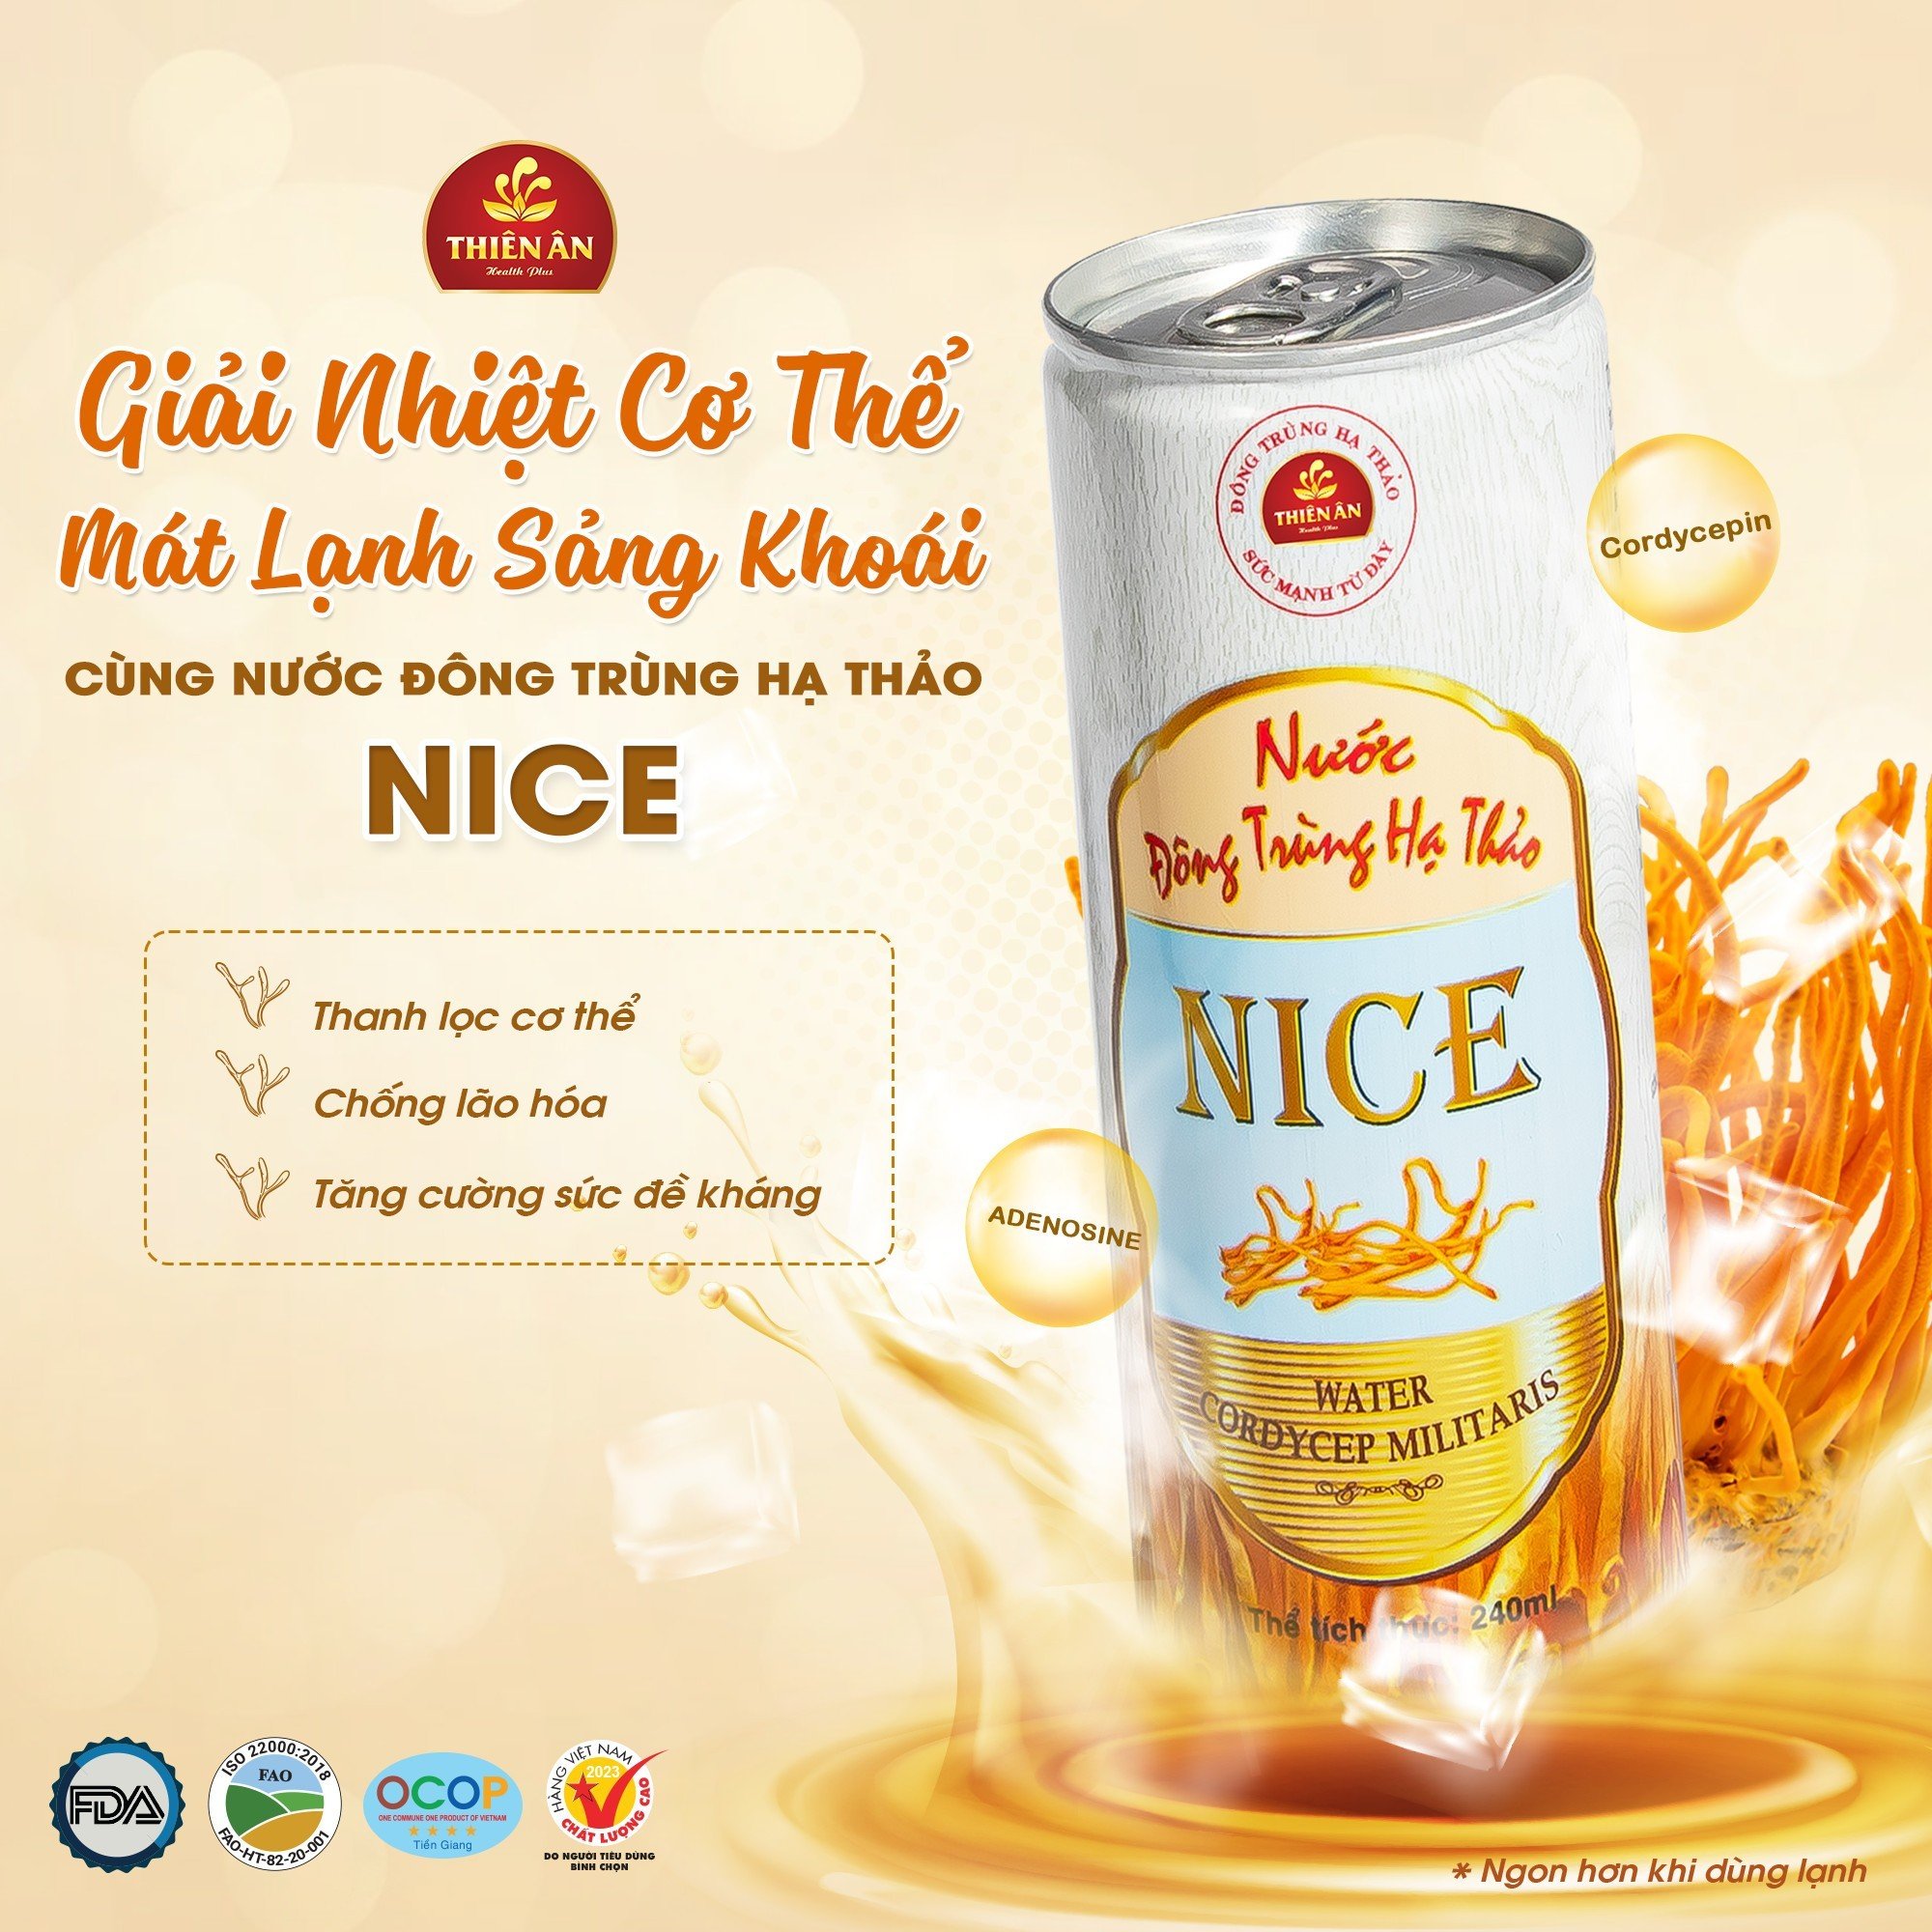 THIÊN ÂN
Health Plus
Giải Nhiệt Cơ Thể
Mát Lạnh Sảng Khoái
CÙNG NƯỚC ĐÔNG TRÙNG HẠ THẢO
NICE
Thanh lọc cơ thể
Chống lão hóa
Tăng cường sức đề kháng
ĐÔNG TRÙNG HẠ THẢO
THIÊN ÂN
Health Plus
SỨC MẠNH TỪ ĐÂY
Cordycepin
Nước
Đông Trùng Hạ Thảo
NICE
ADENOSINE
WATER
CORDYCEP MILITARIS
Thể tích thực: 240ml
FDA
ISO 22000:2018
FAO
FAO-HT-82-20-001
OCOP
ONE COMMUNE ONE PRODUCT OF VIETNAM
Tiền Giang
HÀNG VIỆT NAM
2023
CHẤT LƯỢNG CAO
DO NGƯỜI TIÊU DÙNG
BÌNH CHỌN
* Ngon hơn khi dùng lạnh